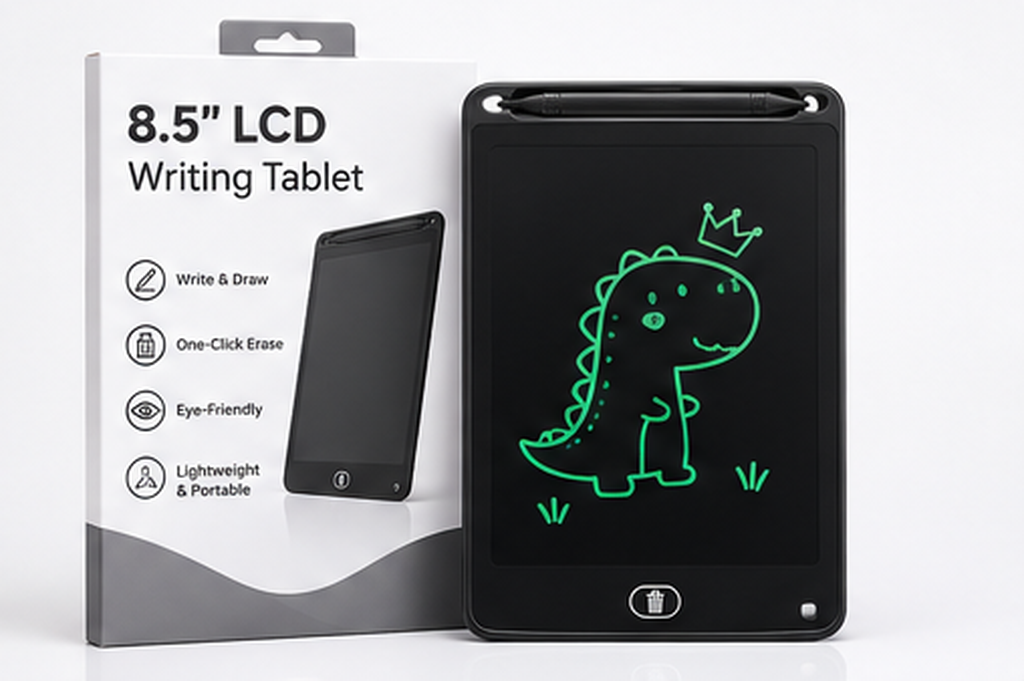 8.5” LCD
Writing Tablet
Write & Draw
One-Click Erase
Eye-Friendly
Lightweight
& Portable